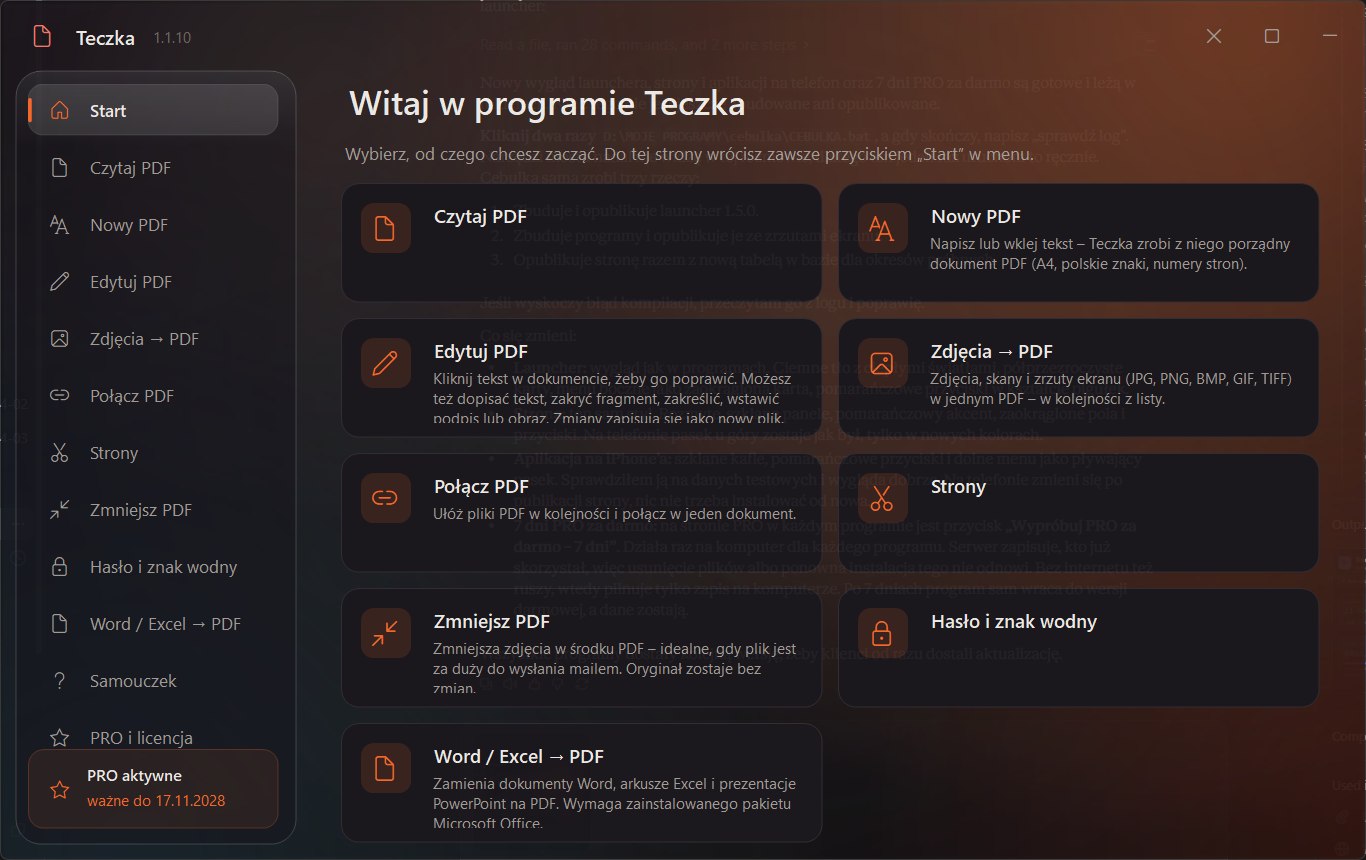 Teczka 1.1.10
Start
Czytaj PDF
Nowy PDF
Edytuj PDF
Zdjęcia → PDF
Połącz PDF
Strony
Zmniejsz PDF
Hasło i znak wodny
Word / Excel → PDF
? Samouczek
PRO i licencja
PRO aktywne
ważne do 17.11.2028
Witaj w programie Teczka
Wybierz, od czego chcesz zacząć. Do tej strony wrócisz zawsze przyciskiem „Start” w menu.
Czytaj PDF
Nowy PDF
Napisz lub wklej tekst – Teczka zrobi z niego porządny
dokument PDF (A4, polskie znaki, numery stron).
Edytuj PDF
Kliknij tekst w dokumencie, żeby go poprawić. Możesz
też dopisać tekst, zakryć fragment, zakreślić, wstawić
podpis lub obraz. Zmiany zapisują się jako nowy plik.
Zdjęcia → PDF
Zdjęcia, skany i zrzuty ekranu (JPG, PNG, BMP, GIF, TIFF)
w jednym PDF – w kolejności z listy.
Połącz PDF
Ułóż pliki PDF w kolejności i połącz w jeden dokument.
Strony
Zmniejsz PDF
Zmniejsza zdjęcia w środku PDF – idealne, gdy plik jest
za duży do wysłania mailem. Oryginał zostaje bez
zmian.
Hasło i znak wodny
Word / Excel → PDF
Zamienia dokumenty Word, arkusze Excel i prezentacje
PowerPoint na PDF. Wymaga zainstalowanego pakietu
Microsoft Office.